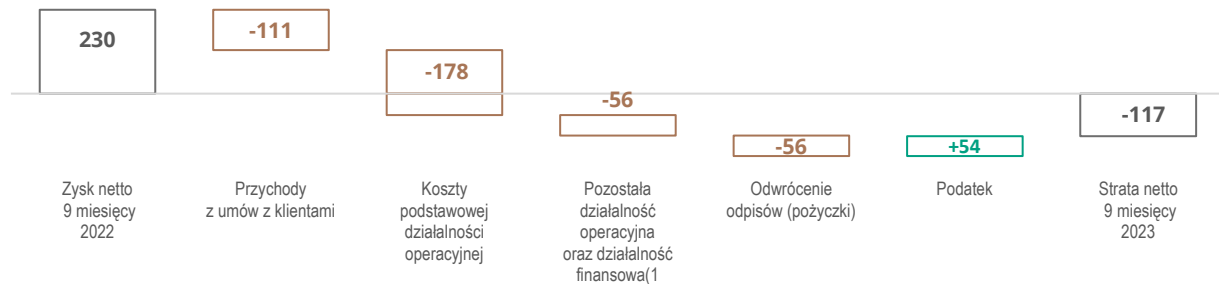 230
-111
-178
-56
-56
+54
-117
Zysk netto
9 miesięcy
2022
Przychody
z umów z klientami
Koszty
podstawowej
działalności
operacyjnej
Pozostała
działalność
operacyjna
oraz działalność
finansowa(1
Odwrócenie
odpisów (pożyczki)
Podatek
Strata netto
9 miesięcy
2023